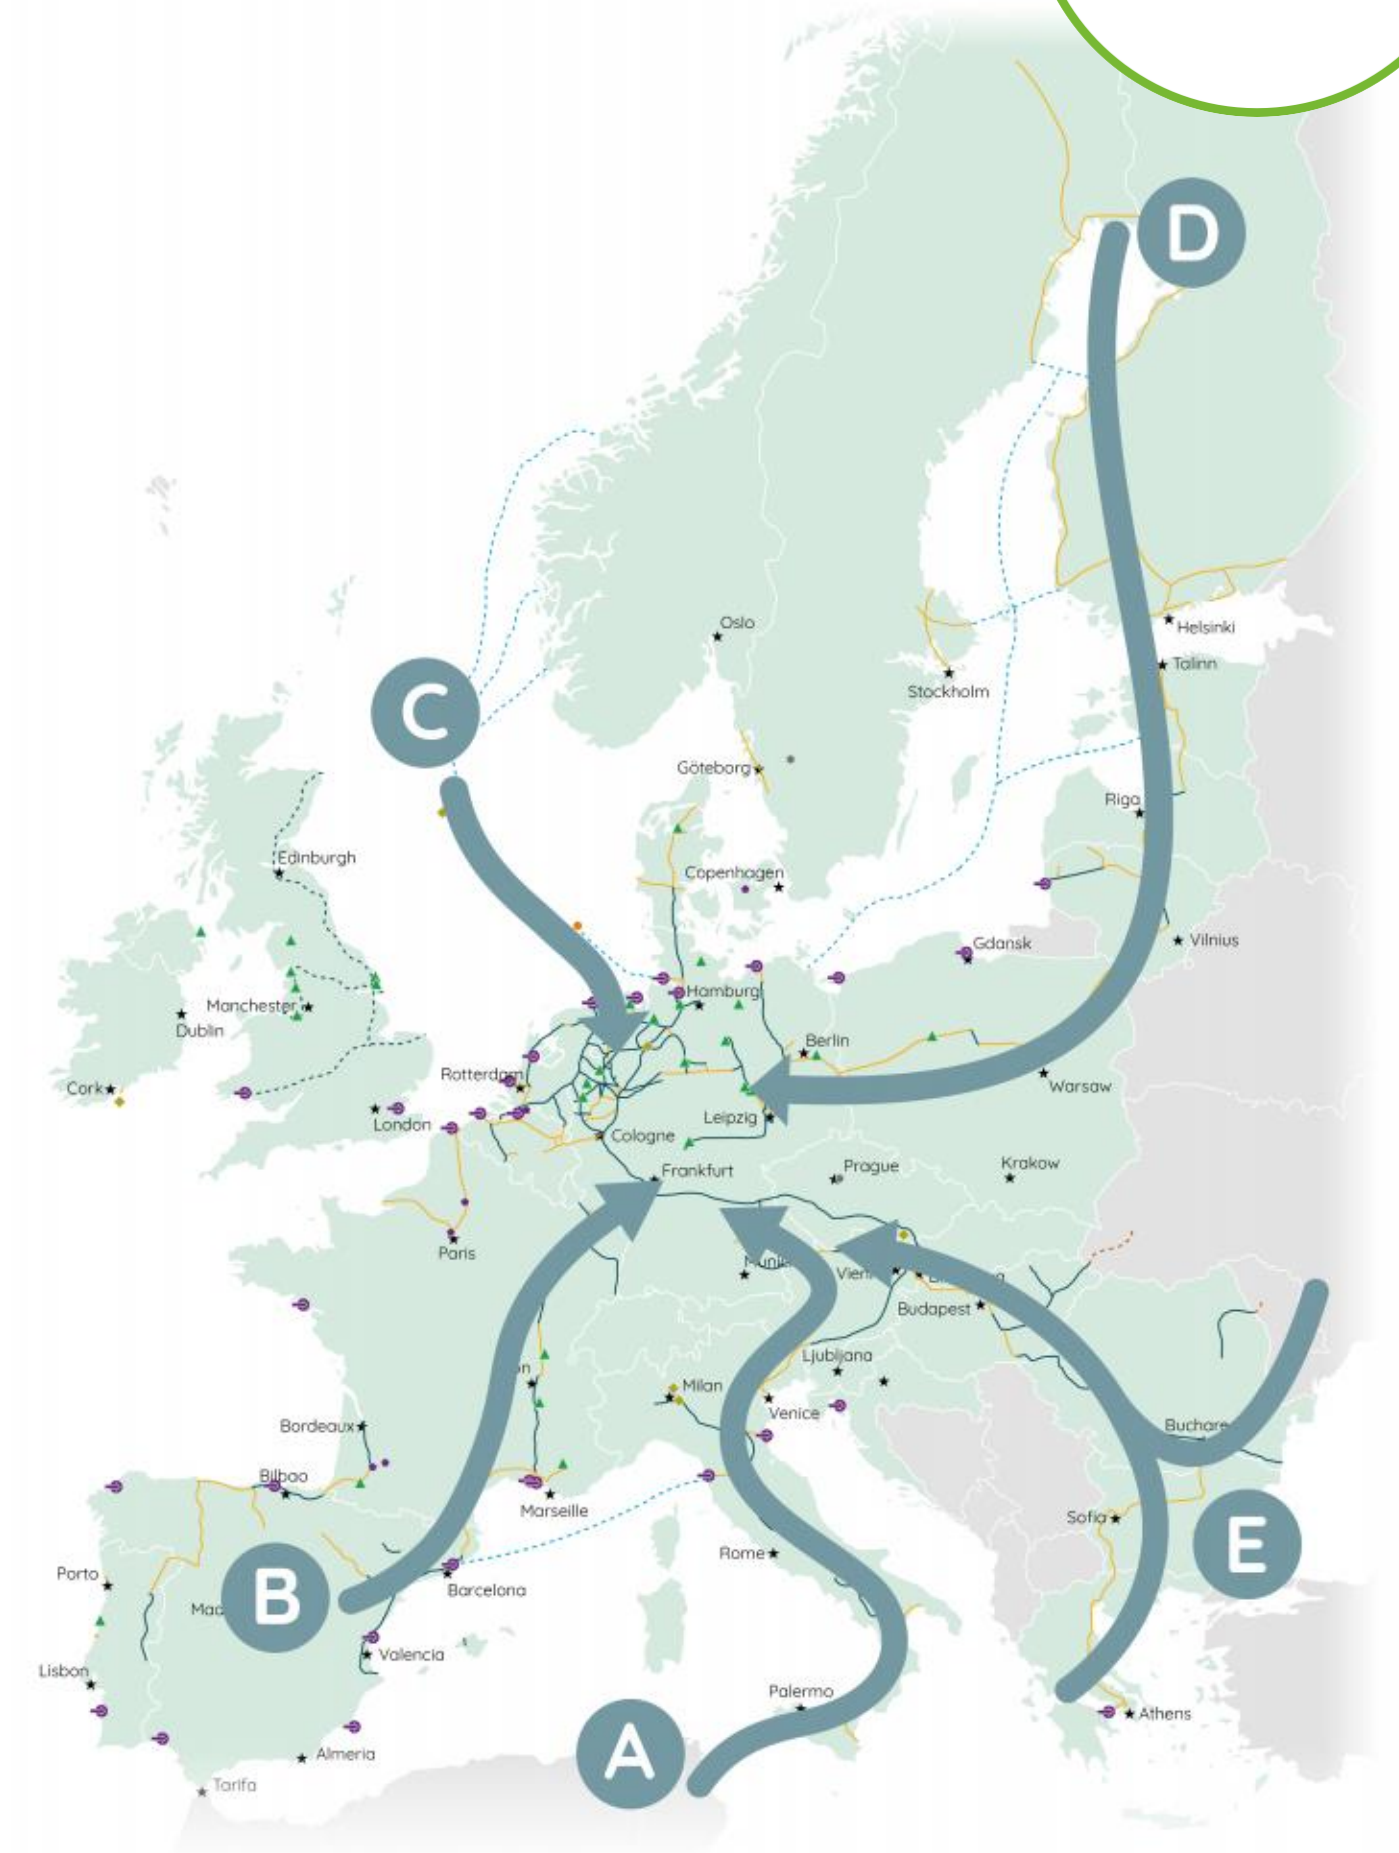 D
Oslo
Helsinki
Talinn
Stockholm
C
Göteborg
Riga
Edinburgh
Copenhagen
Gdansk
Vilnius
Hamburg
Manchester
Dublin
Berlin
Rotterdam
Warsaw
Cork
London
Leipzig
Cologne
Frankfurt
Prague
Krakow
Paris
Budapest
Ljubljana
Milan
Venice
Bordeaux
Bilbao
Marseille
Sofia
E
Rome
Porto
B
Barcelona
Valencia
Lisbon
Palermo
Athens
A
Almeria
Tarifa